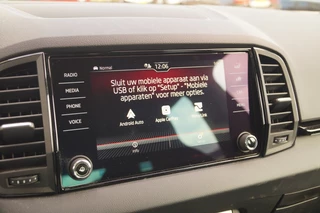 Normal
12:06
RADIO
MEDIA
PHONE
VOICE
Sluit uw mobiele apparaat aan via
USB of klik op "Setup" - "Mobiele
apparaten" voor meer opties.
Android Auto
Apple CarPlay